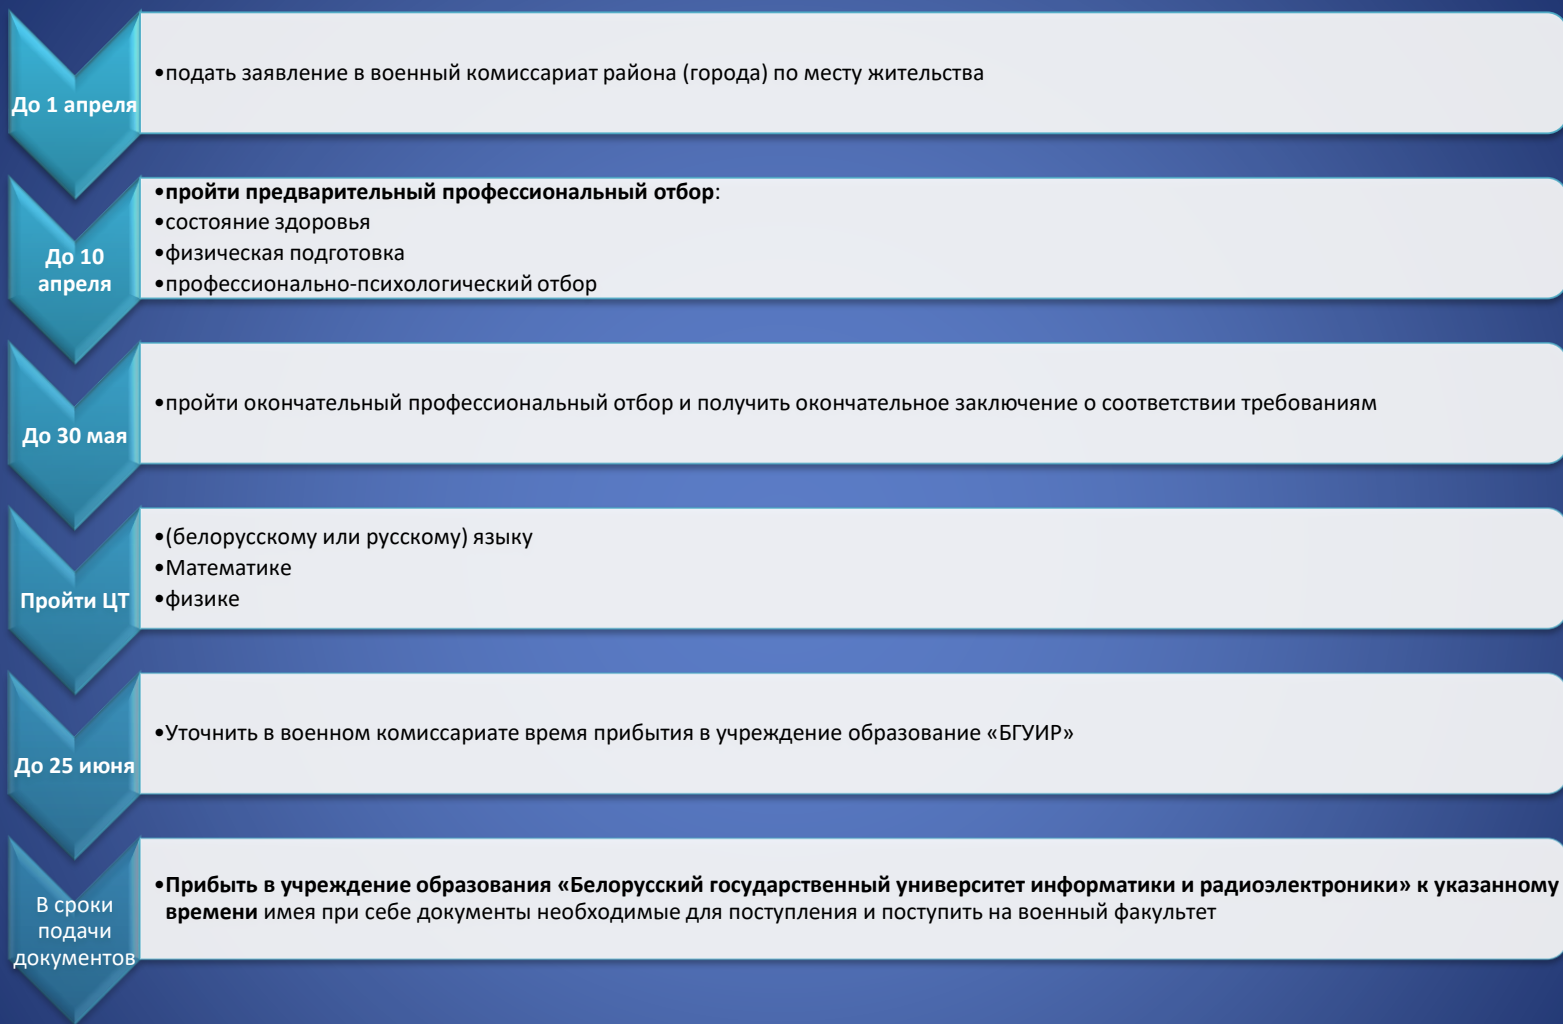 До 1 апреля
•подать заявление в военный комиссариат района (города) по месту жительства
До 10
апреля
•пройти предварительный профессиональный отбор:
•состояние здоровья
•физическая подготовка
•профессионально-психологический отбор
До 30 мая
•пройти окончательный профессиональный отбор и получить окончательное заключение о соответствии требованиям
Пройти ЦТ
•(белорусскому или русскому) языку
•Математике
•физике
До 25 июня
•Уточнить в военном комиссариате время прибытия в учреждение образование «БГУИР»
В сроки
подачи
документов
•Прибыть в учреждение образования «Белорусский государственный университет информатики и радиоэлектроники» к указанному
времени имея при себе документы необходимые для поступления и поступить на военный факультет